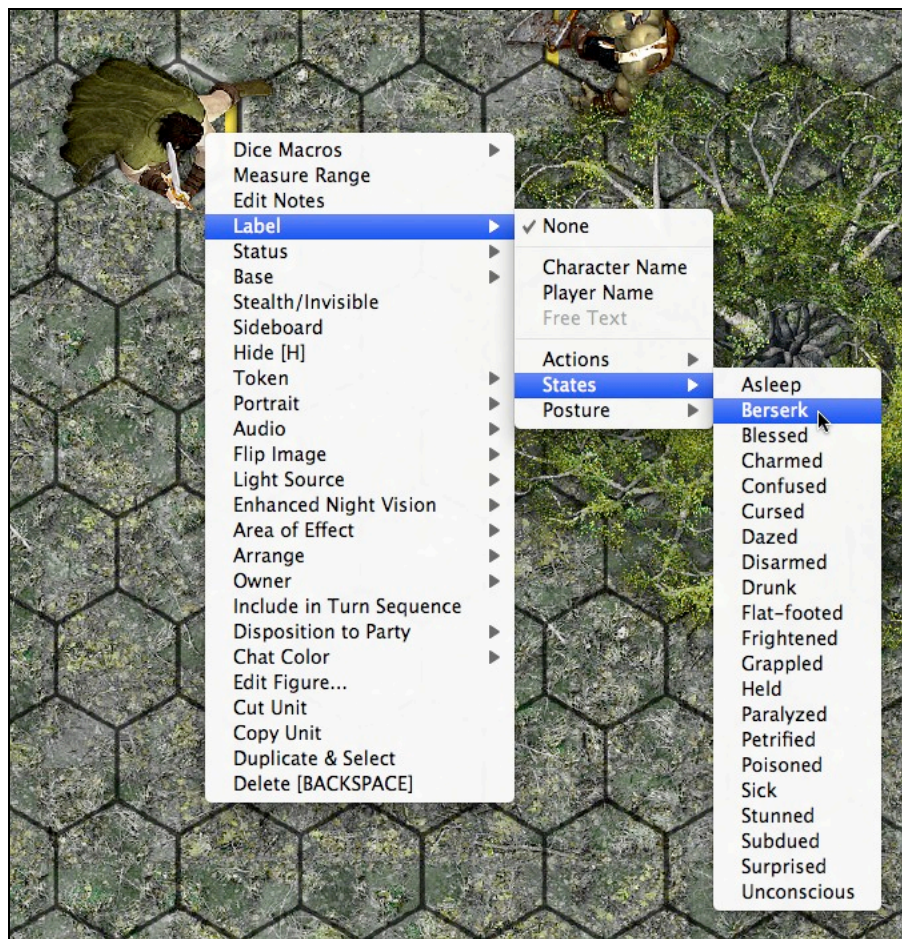 Dice Macros
Measure Range
Edit Notes
Label
Status
Base
Stealth/Invisible
Sideboard
Hide [H]
Token
Portrait
Audio
Flip Image
Light Source
Enhanced Night Vision
Area of Effect
Arrange
Owner
Include in Turn Sequence
Disposition to Party
Chat Color
Edit Figure...
Cut Unit
Copy Unit
Duplicate & Select
Delete [BACKSPACE]
✓ None
Character Name
Player Name
Free Text
Actions
States
Posture
Asleep
Berserk
Blessed
Charmed
Confused
Cursed
Dazed
Disarmed
Drunk
Flat-footed
Frightened
Grappled
Held
Paralyzed
Petrified
Poisoned
Sick
Stunned
Subdued
Surprised
Unconscious